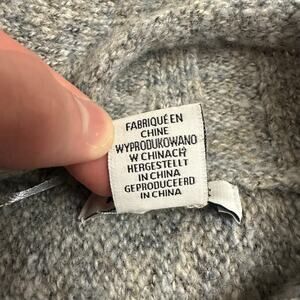 FABRIQUÉ EN
CHINE
WYPRODUKOWANO
W CHINACH
HERGESTELLT
IN CHINA
GEPRODUCEERD
IN CHINA